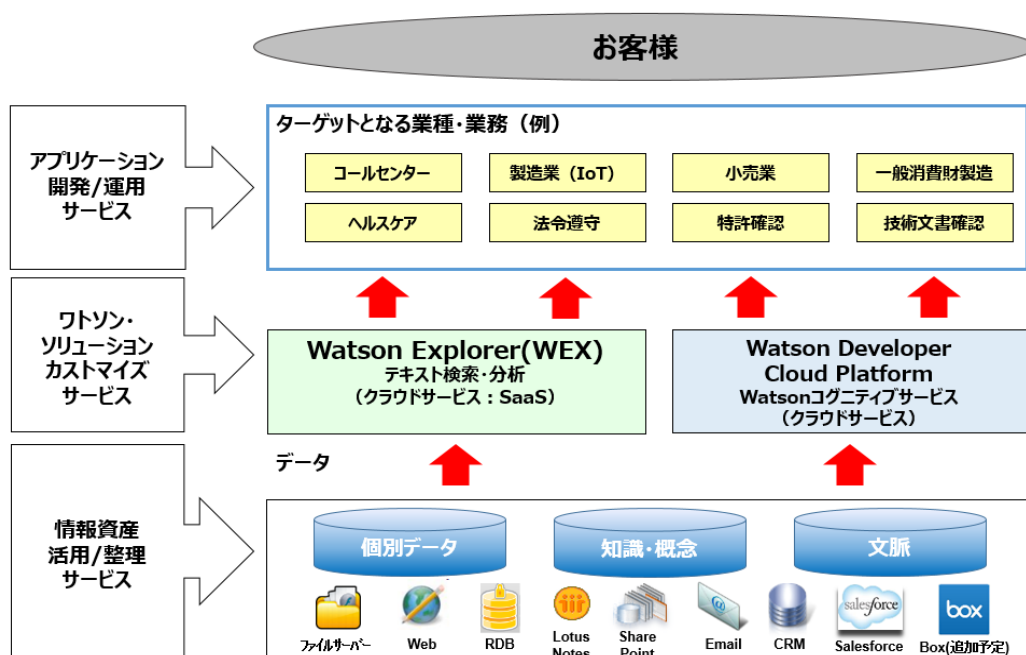 お客様
アプリケーション
開発/運用
サービス
ターゲットとなる業種・業務（例）
コールセンター
製造業（IoT）
小売業
一般消費財製造
ヘルスケア
法令遵守
特許確認
技術文書確認
ワトソン・
ソリューション
カストマイズ
サービス
Watson Explorer(WEX)
テキスト検索・分析
（クラウドサービス：SaaS）
Watson Developer
Cloud Platform
Watsonコグニティブサービス
（クラウドサービス）
データ
情報資産
活用/整理
サービス
個別データ
知識・概念
文脈
salesforce
box
ファイルサーバー
Web
RDB
Lotus
Notes
Share
Point
Email
CRM
Salesforce
Box(追加予定)